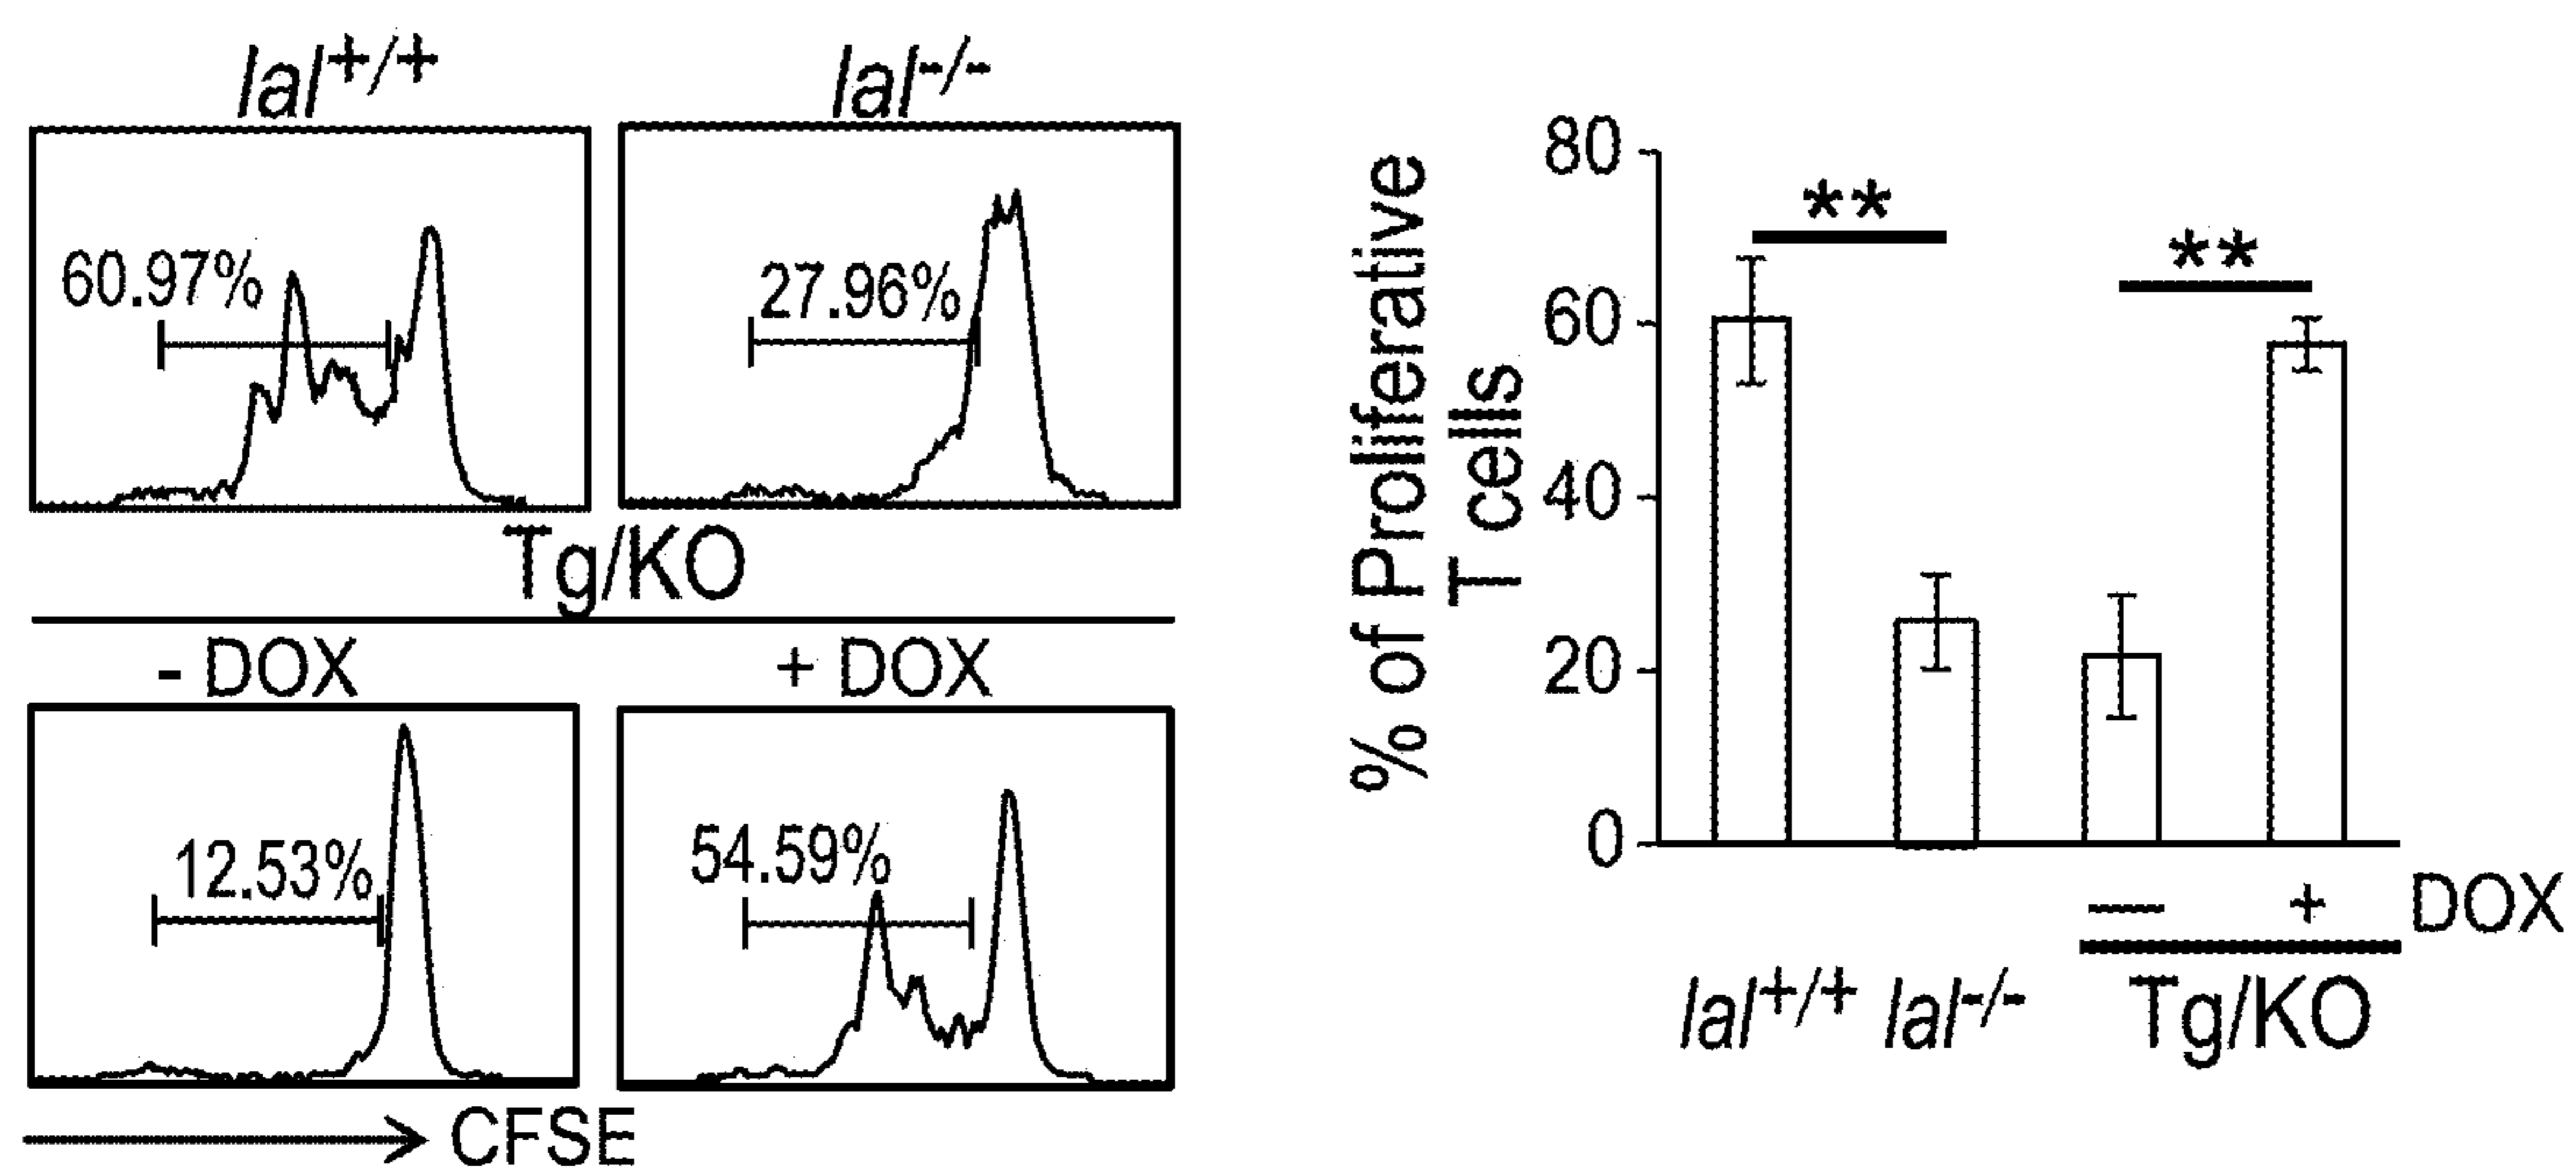 lal+/+ lal-/-
60.97% 27.96%
Tg/KO
- DOX + DOX
12.53% 54.59%
CFSE
% of Proliferative
T cells
80
60
40
20
0
**
**
— + DOX
lal+/+ lal-/- Tg/KO